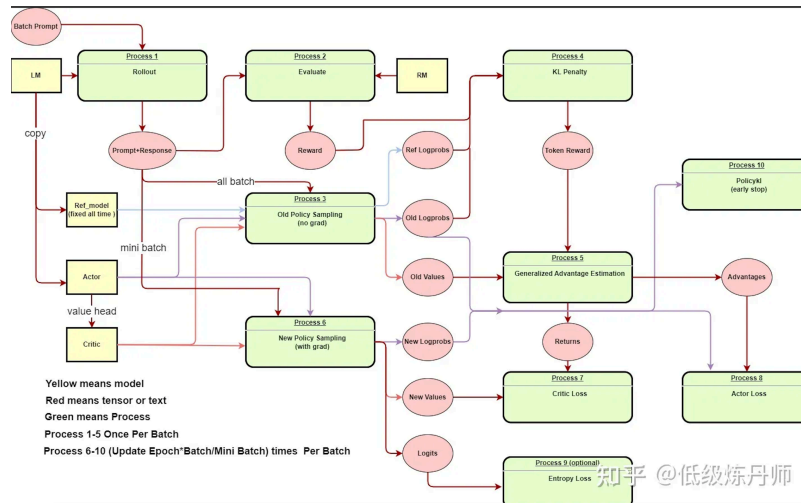 Batch Prompt
Process 1
Rollout
Process 2
Evaluate
Process 4
KL Penalty
LM
RM
copy
Prompt+Response
Reward
Ref Logprobs
Token Reward
all batch
Process 10
Policykl
(early stop)
Ref_model
(fixed all time )
Process 3
Old Policy Sampling
(no grad)
Old Logprobs
mini batch
Actor
Old Values
Process 5
Generalized Advantage Estimation
Advantages
value head
Critic
Process 6
New Policy Sampling
(with grad)
New Logprobs
Returns
Yellow means model
Red means tensor or text
Green means Process
Process 1-5 Once Per Batch
Process 6-10 (Update Epoch*Batch/Mini Batch) times Per Batch
New Values
Process 7
Critic Loss
Process 8
Actor Loss
Logits
Process 9 (optional)
Entropy Loss
知乎 @低级炼丹师